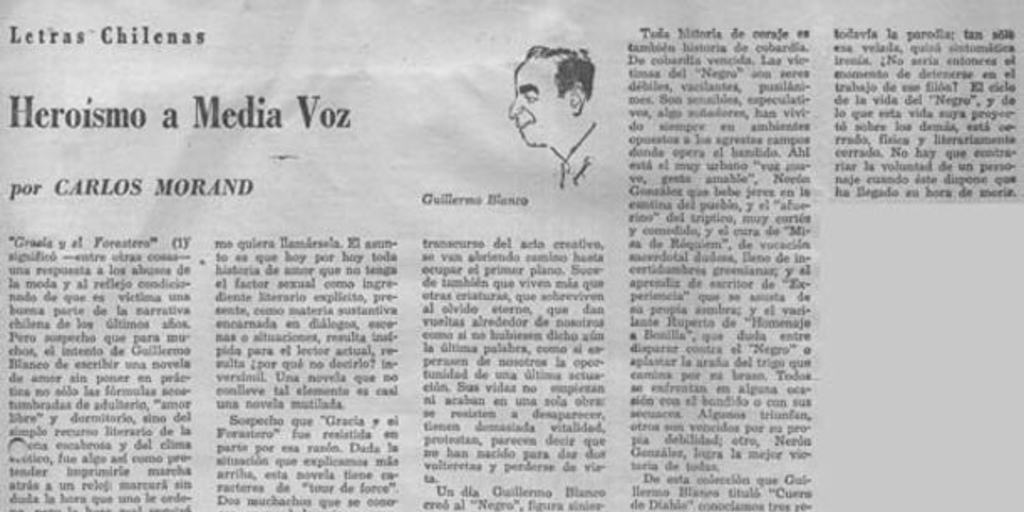 Letras Chilenas
Heroísmo a Media Voz
por CARLOS MORAND
Guillermo Blanco
"Gracia y el Forastero" (1)
significó —entre otras cosas—
una respuesta a los abusos de
la moda y al reflejo condicio-
nado de que es víctima una
buena parte de la narrativa
chilena de los últimos años.
Pero sospecho que para mu-
chos, el intento de Guillermo
Blanco de escribir una novela
de amor sin poner en prác-
tica no sólo las fórmulas acos-
tumbradas de adulterio, "amor
libre" y dormitorio, sino del
simple recurso literario de la
escena escabrosa y del clima
erótico, fue algo así como pre-
tender imprimirle marcha
atrás a un reloj: marcará sin
duda la hora que uno le orde-
mo quiera llamársela. El asun-
to es que hoy por hoy toda
historia de amor que no tenga
el factor sexual como ingre-
diente literario explícito, pre-
sente, como materia sustantiva
encarnada en diálogos, esce-
nas o situaciones, resulta insí-
pida para el lector actual, re-
sulta ¿por qué no decirlo? in-
verosímil. Una novela que no
conlleve tal elemento es casi
una novela mutilada.
Sospecho que "Gracia y el
Forastero" fue resistida en
parte por esa razón. Dada la
situación que explicamos más
arriba, esta novela tiene ca-
racteres de "tour de force".
Dos muchachos que se cono-
transcurso del acto creativo,
se van abriendo camino hasta
ocupar el primer plano. Suce-
de también que viven más que
otras criaturas, que sobreviven
al olvido eterno, que dan
vueltas alrededor de nosotros
como si no hubiesen dicho aún
la última palabra, como si es-
perasen de nosotros la opor-
tunidad de una última actua-
ción. Sus vidas no empiezan
ni acaban en una sola obra:
se resisten a desaparecer,
tienen demasiada vitalidad,
protestan, parecen decir que
no han nacido para dar dos
volteretas y perderse de vis-
ta.
Un día Guillermo Blanco
creó al "Negro", figura sinies-
Toda historia de coraje es
también historia de cobardía.
De cobardía vencida. Las víc-
timas del "Negro" son seres
débiles, vacilantes, pusiláni-
mes. Son sensibles, especulati-
vos, algo soñadores, han vivi-
do siempre en ambientes
opuestos a los agrestes campos
donde opera el bandido. Ahí
está el muy urbano "voz sua-
ve, gesto amable", Nerón
González que bebe jerez en la
cantina del pueblo, y el "afue-
rino" del tríptico, muy cortés
y comedido, y el cura de "Mi-
sa de Réquiem", de vocación
sacerdotal dudosa, lleno de in-
certidumbres greenianas; y el
aprendiz de escritor de "Ex-
periencia" que se asusta de
su propia sombra; y el vaci-
lante Ruperto de "Homenaje
a Bonilla", que duda entre
disparar contra el "Negro" o
aplastar la araña del trigo que
camina por su brazo. Todos
se enfrentan en alguna oca-
sión con el bandido o con sus
secuaces. Algunos triunfan,
otros son vencidos por su pro-
pia debilidad; otro, Nerón
González, logra la mejor vic-
toria de todas.
De esta colección que Gui-
llermo Blanco tituló "Cuero
de Diablo" conocíamos tres re-
todavía la parodia; tan sólo
esa velada, quizá sintomática
ironía. ¿No sería entonces el
momento de detenerse en el
trabajo de ese filón? El ciclo
de la vida del "Negro", y de
lo que esta vida suya proyec-
tó sobre los demás, está ce-
rrado, física y literariamente
cerrado. No hay que contra-
riar la voluntad de un perso-
naje cuando éste dispone que
ha llegado su hora de morir.